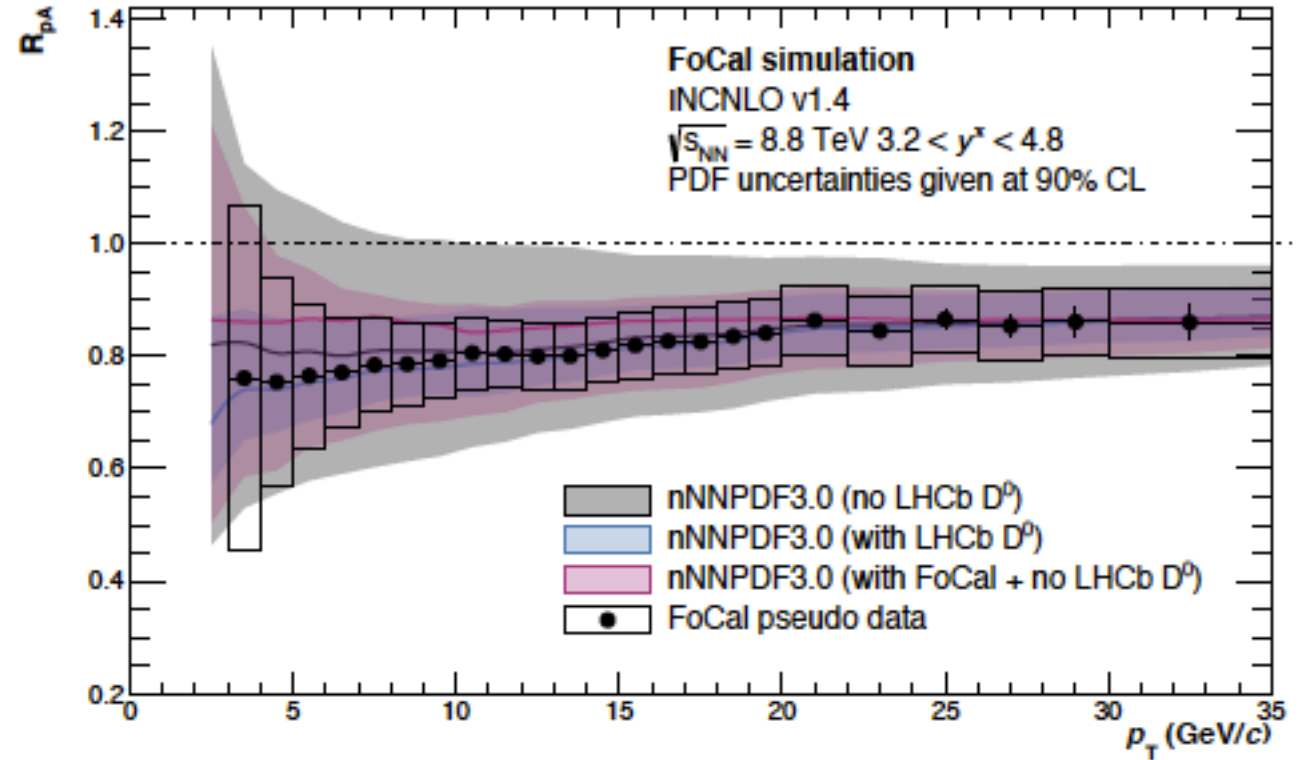 R_pA
1.4
1.2
1.0
0.8
0.6
0.4
0.2
FoCal simulation
INCNLO v1.4
√s_NN = 8.8 TeV 3.2 < y^x < 4.8
PDF uncertainties given at 90% CL
nNNPDF3.0 (no LHCb D⁰)
nNNPDF3.0 (with LHCb D⁰)
nNNPDF3.0 (with FoCal + no LHCb D⁰)
FoCal pseudo data
0 5 10 15 20 25 30 35
p_T (GeV/c)